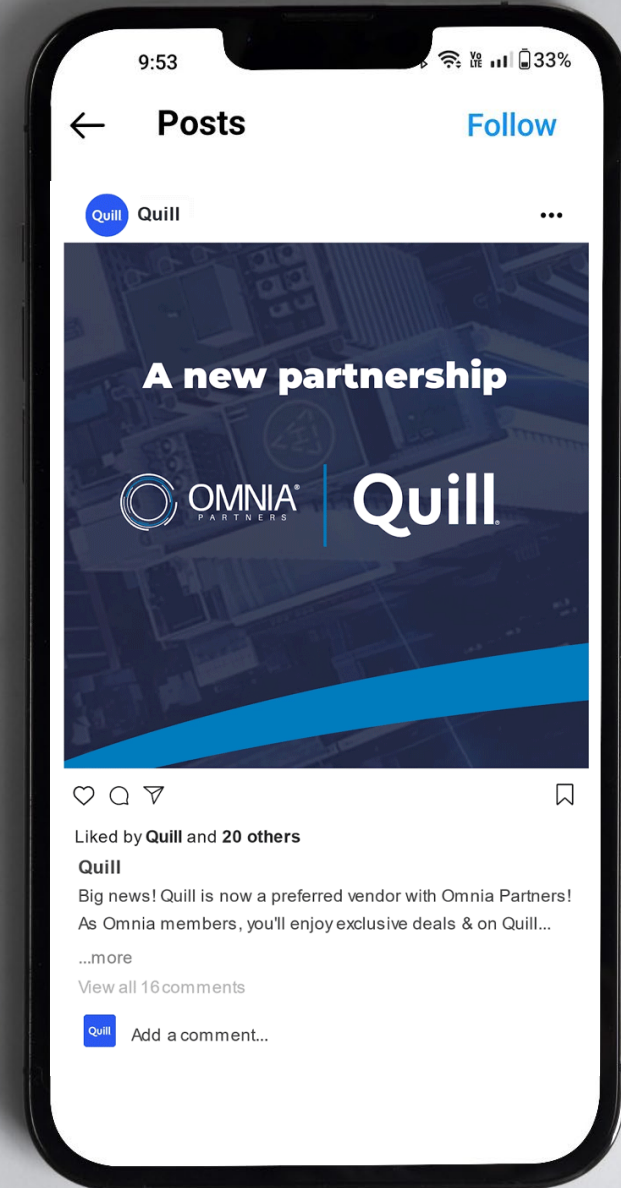 9:53
Vo
LTE
33%
Posts
Follow
Quill
Quill
A new partnership
OMNIA®
PARTNERS
Quill
Liked by Quill and 20 others
Quill
Big news! Quill is now a preferred vendor with Omnia Partners!
As Omnia members, you'll enjoy exclusive deals & on Quill...
...more
View all 16 comments
Quill
Add a comment...